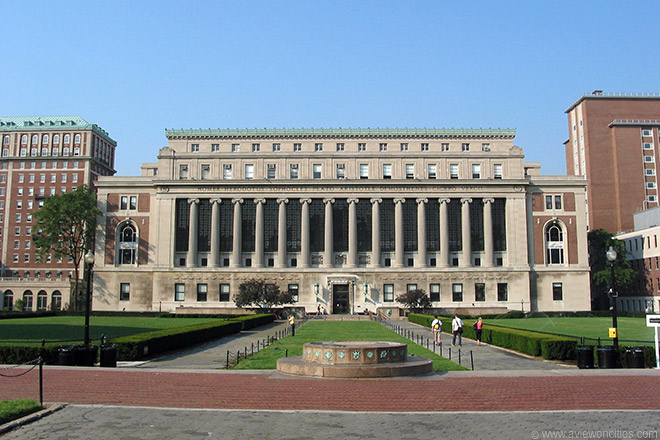 HOMER HERODOTUS SOPHOCLES PLATO ARISTOTLE DEMOSTHENES CICERO VERGIL
© www.aviewoncities.com